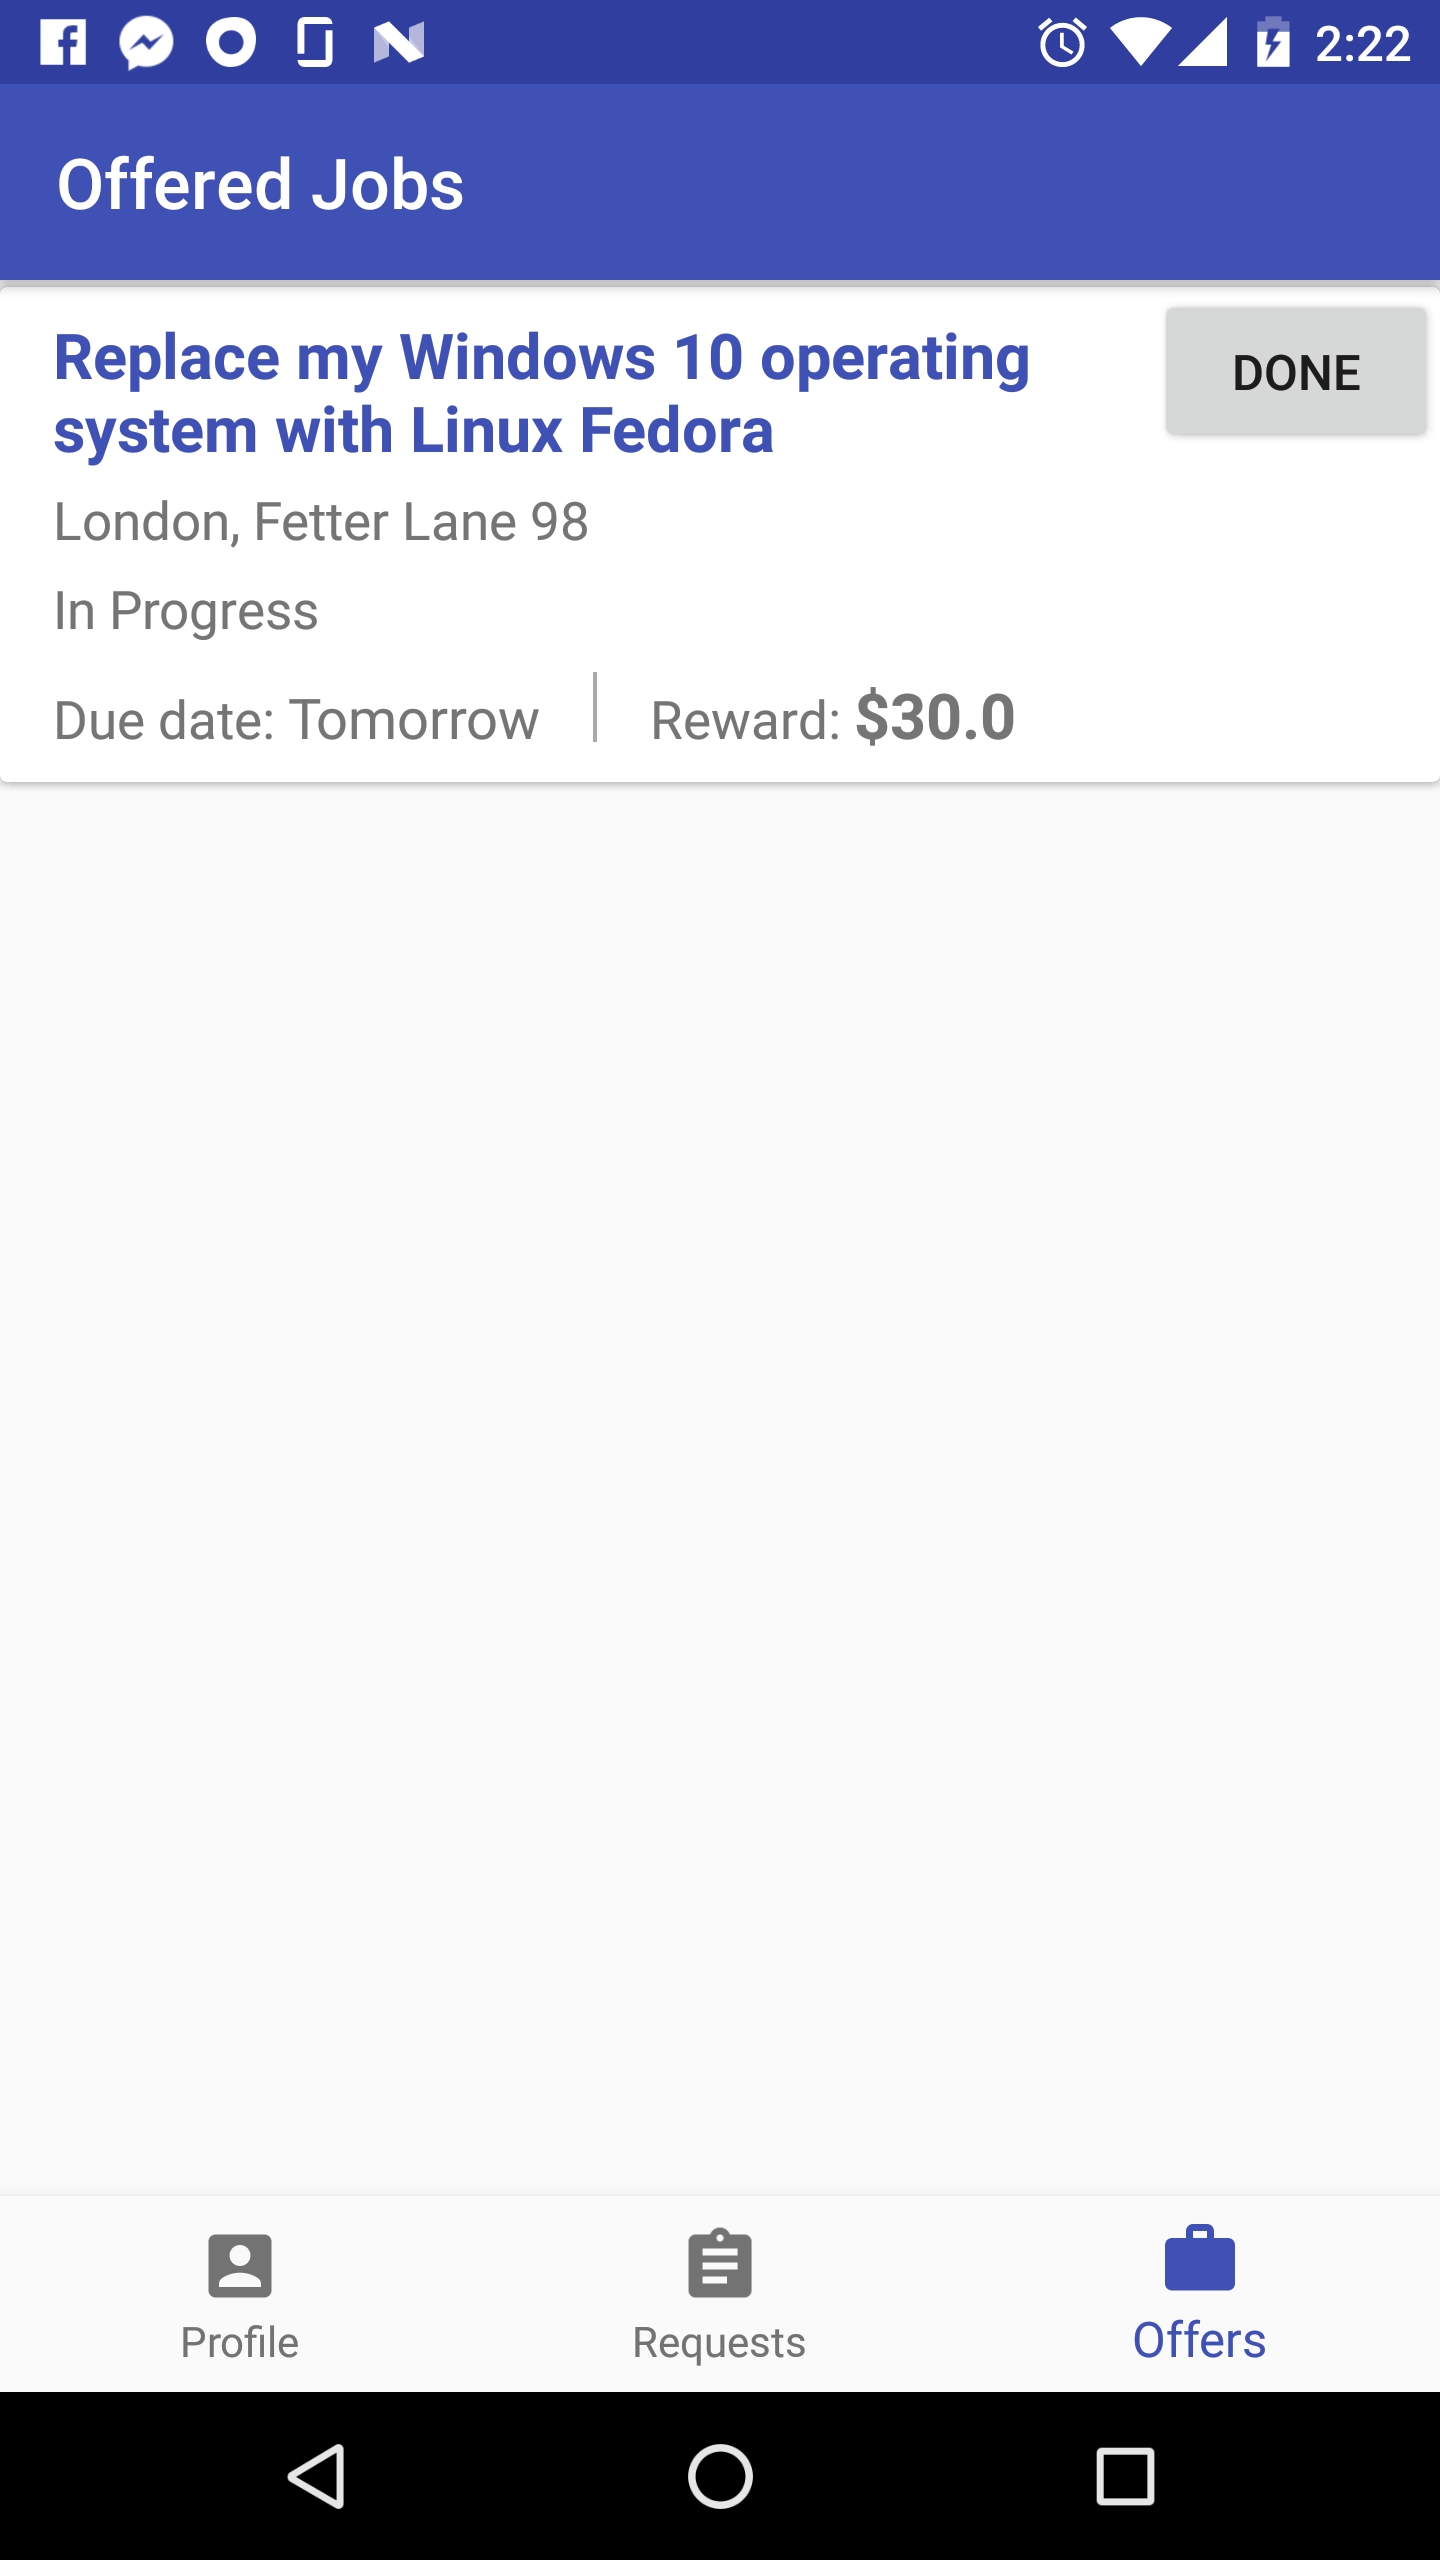 2:22
Offered Jobs
Replace my Windows 10 operating
system with Linux Fedora
DONE
London, Fetter Lane 98
In Progress
Due date: Tomorrow
Reward: $30.0
Profile
Requests
Offers